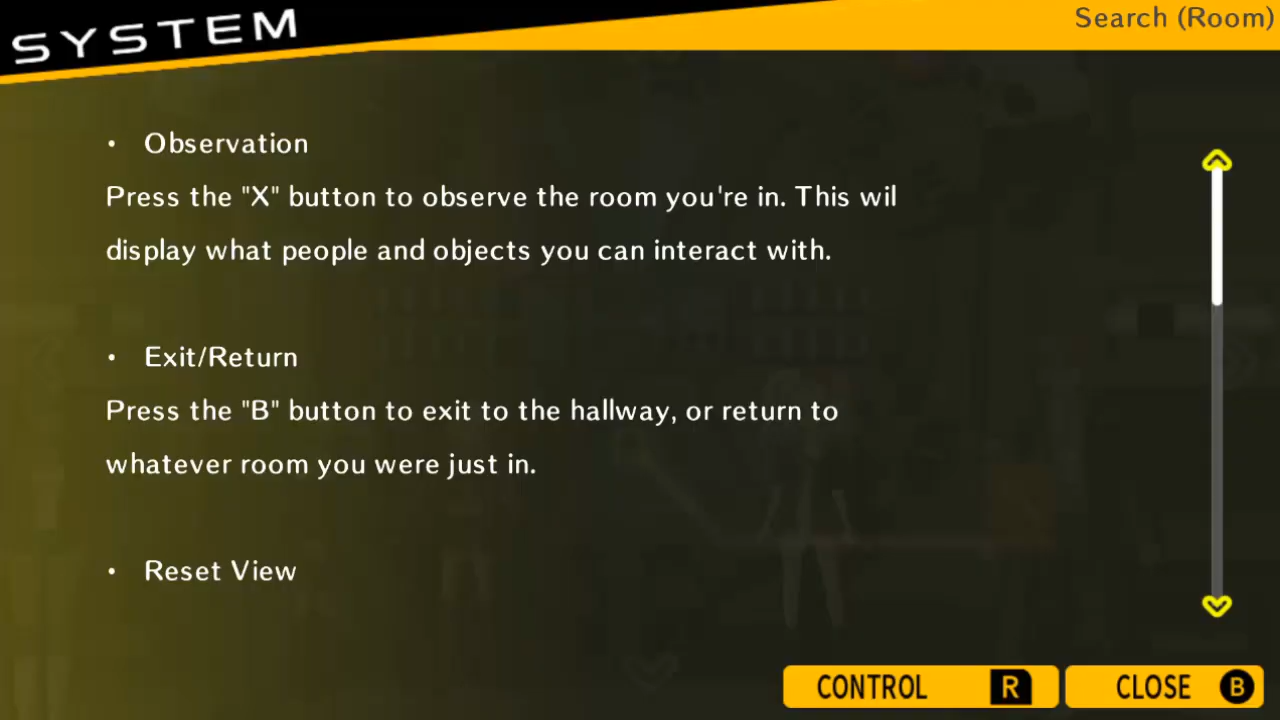 SYSTEM
Search (Room)
• Observation
Press the "X" button to observe the room you're in. This wil
display what people and objects you can interact with.
• Exit/Return
Press the "B" button to exit to the hallway, or return to
whatever room you were just in.
• Reset View
CONTROL R CLOSE B